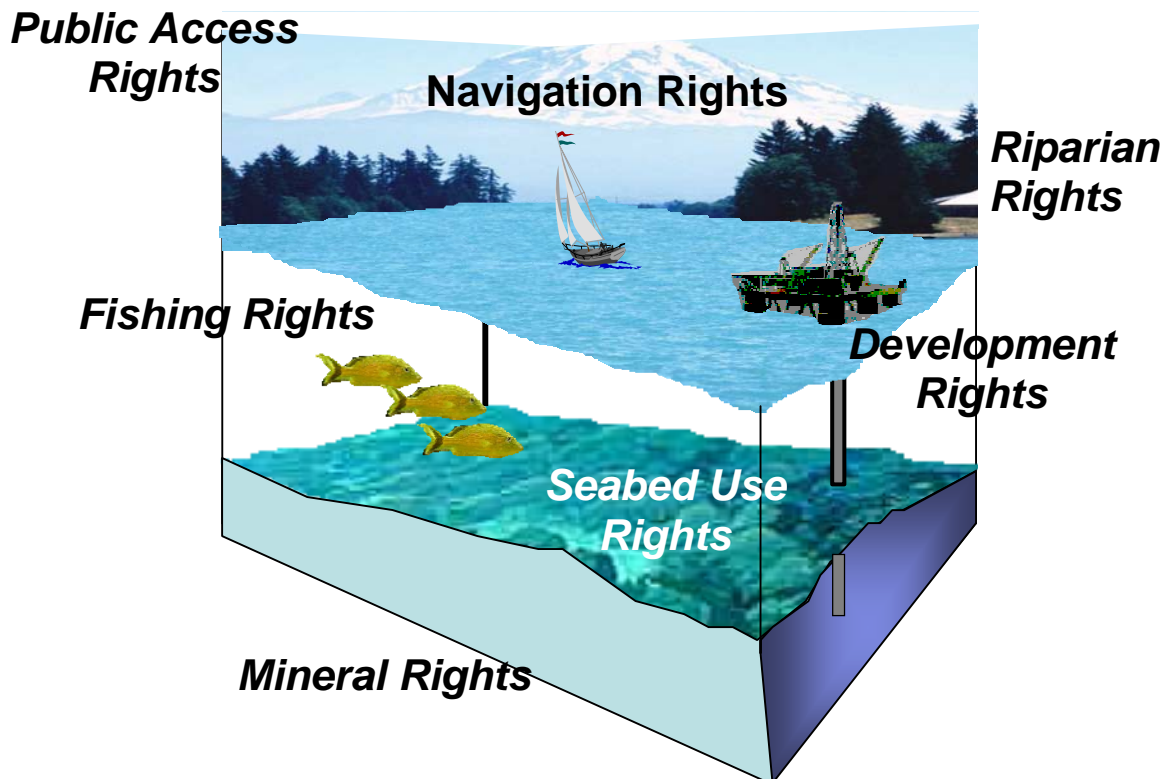 Public Access
Rights
Navigation Rights
Riparian
Rights
Fishing Rights
Development
Rights
Seabed Use
Rights
Mineral Rights